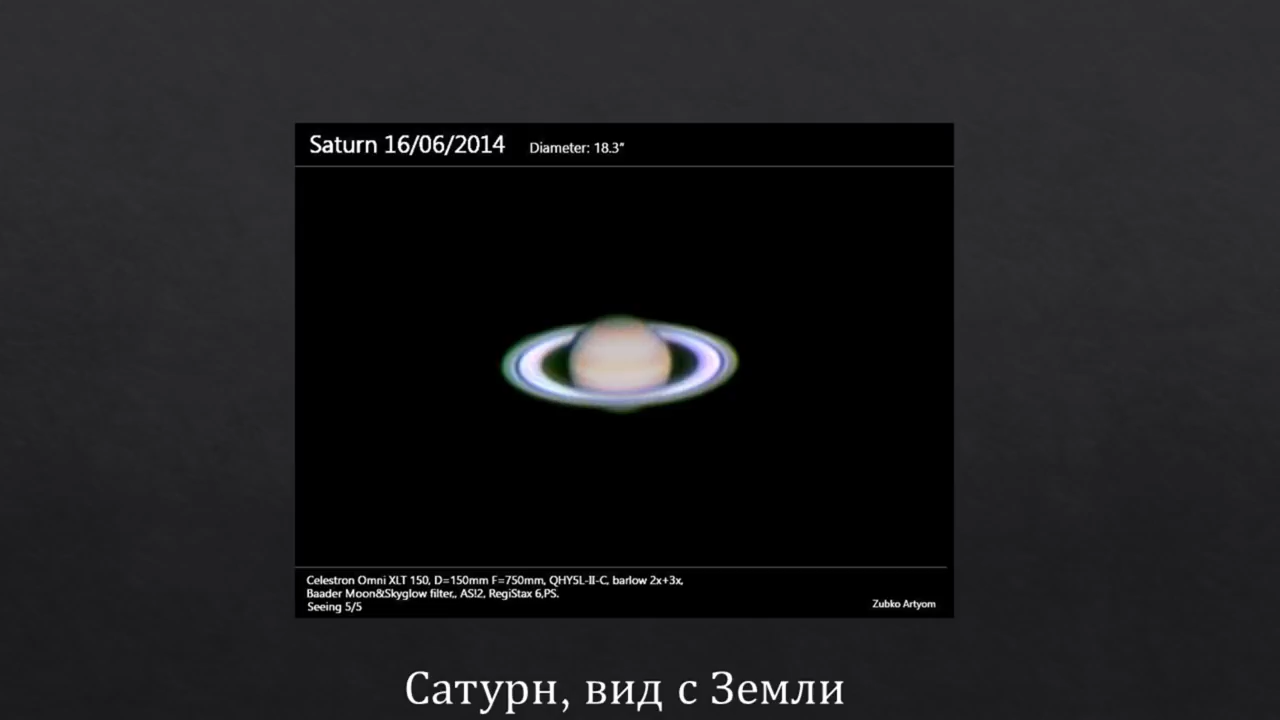 Saturn 16/06/2014 Diameter: 18.3"
Celestron Omni XLT 150, D=150mm F=750mm, QHY5L-II-C, barlow 2x+3x,
Baader Moon&Skyglow filter,, AS!2, RegiStax 6,PS.
Seeing 5/5
Zubko Artyom
Сатурн, вид с Земли